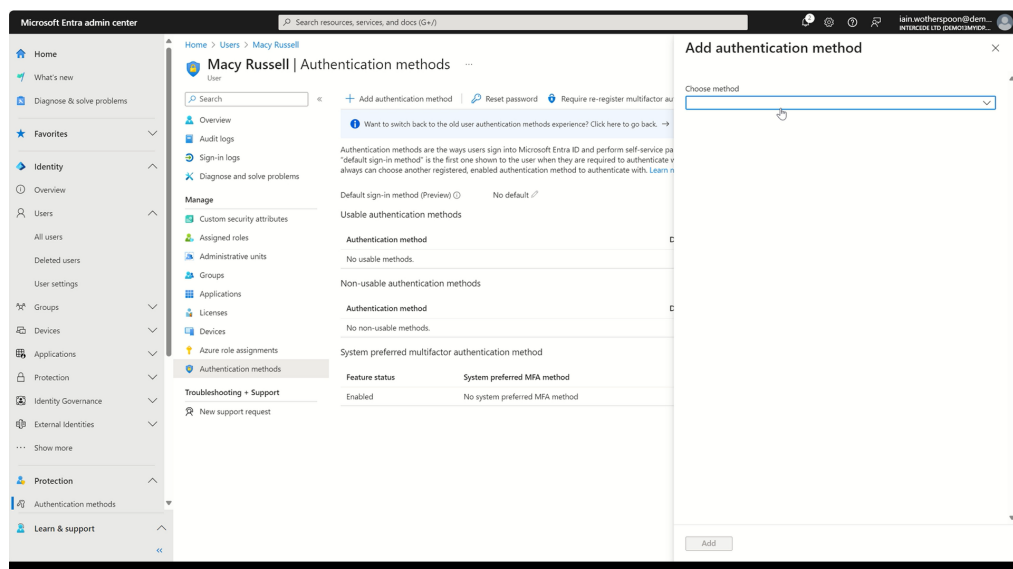 Microsoft Entra admin center
Search resources, services, and docs (G+/)
2
iain.wotherspoon@dem...
INTERCEDE LTD (DEMO13MYIDP...
Home
What's new
Diagnose & solve problems
Favorites
Identity
Overview
Users
All users
Deleted users
User settings
Groups
Devices
Applications
Protection
Identity Governance
External Identities
Show more
Protection
Authentication methods
Learn & support
Home > Users > Macy Russell
Macy Russell | Authentication methods
User
Search
Overview
Audit logs
Sign-in logs
Diagnose and solve problems
Manage
Custom security attributes
Assigned roles
Administrative units
Groups
Applications
Licenses
Devices
Azure role assignments
Authentication methods
Troubleshooting + Support
New support request
Add authentication method
Reset password
Require re-register multifactor au
Want to switch back to the old user authentication methods experience? Click here to go back. →
Authentication methods are the ways users sign into Microsoft Entra ID and perform self-service pa
"default sign-in method" is the first one shown to the user when they are required to authenticate w
always can choose another registered, enabled authentication method to authenticate with. Learn n
Default sign-in method (Preview)
No default
Usable authentication methods
Authentication method
No usable methods.
Non-usable authentication methods
Authentication method
No non-usable methods.
System preferred multifactor authentication method
Feature status System preferred MFA method
Enabled No system preferred MFA method
Add authentication method
Choose method
Add